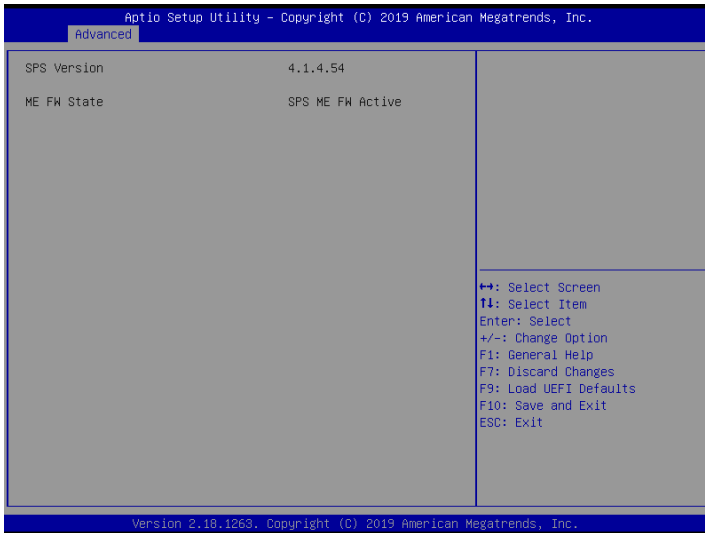 Aptio Setup Utility – Copyright (C) 2019 American Megatrends, Inc.
Advanced
SPS Version 4.1.4.54
ME FW State SPS ME FW Active
↔: Select Screen
↑↓: Select Item
Enter: Select
+/-: Change Option
F1: General Help
F7: Discard Changes
F9: Load UEFI Defaults
F10: Save and Exit
ESC: Exit
Version 2.18.1263. Copyright (C) 2019 American Megatrends, Inc.